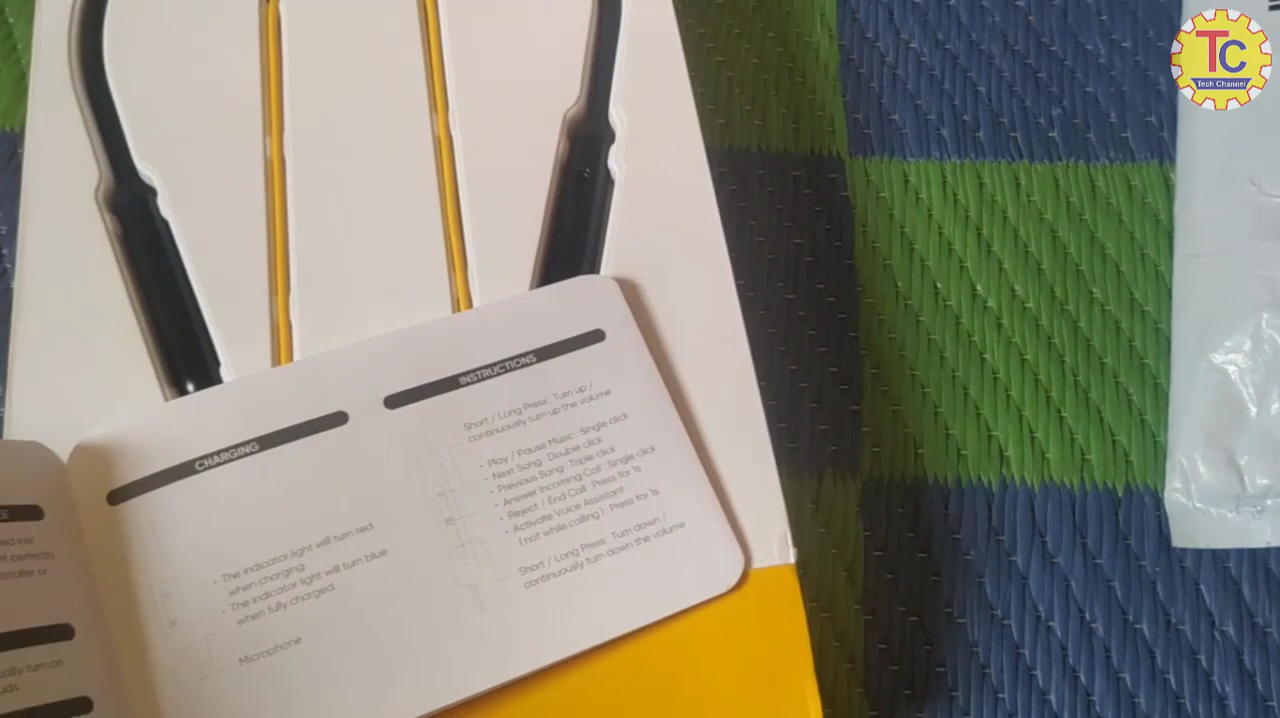 TC
Tech Channel
CHARGING
• The indicator light will turn red
when charging.
• The indicator light will turn blue
when fully charged.
Microphone
INSTRUCTIONS
Short / Long Press : Turn up /
continuously turn up the volume
• Play / Pause Music : Single click
• Next Song : Double click
• Previous Song : Triple click
• Answer Incoming Call : Single click
• Reject / End Call : Press for 1s
• Activate Voice Assistant
(not while calling) : Press for 1s
Short / Long Press : Turn down /
continuously turn down the volume
perfectly,
cally turn on